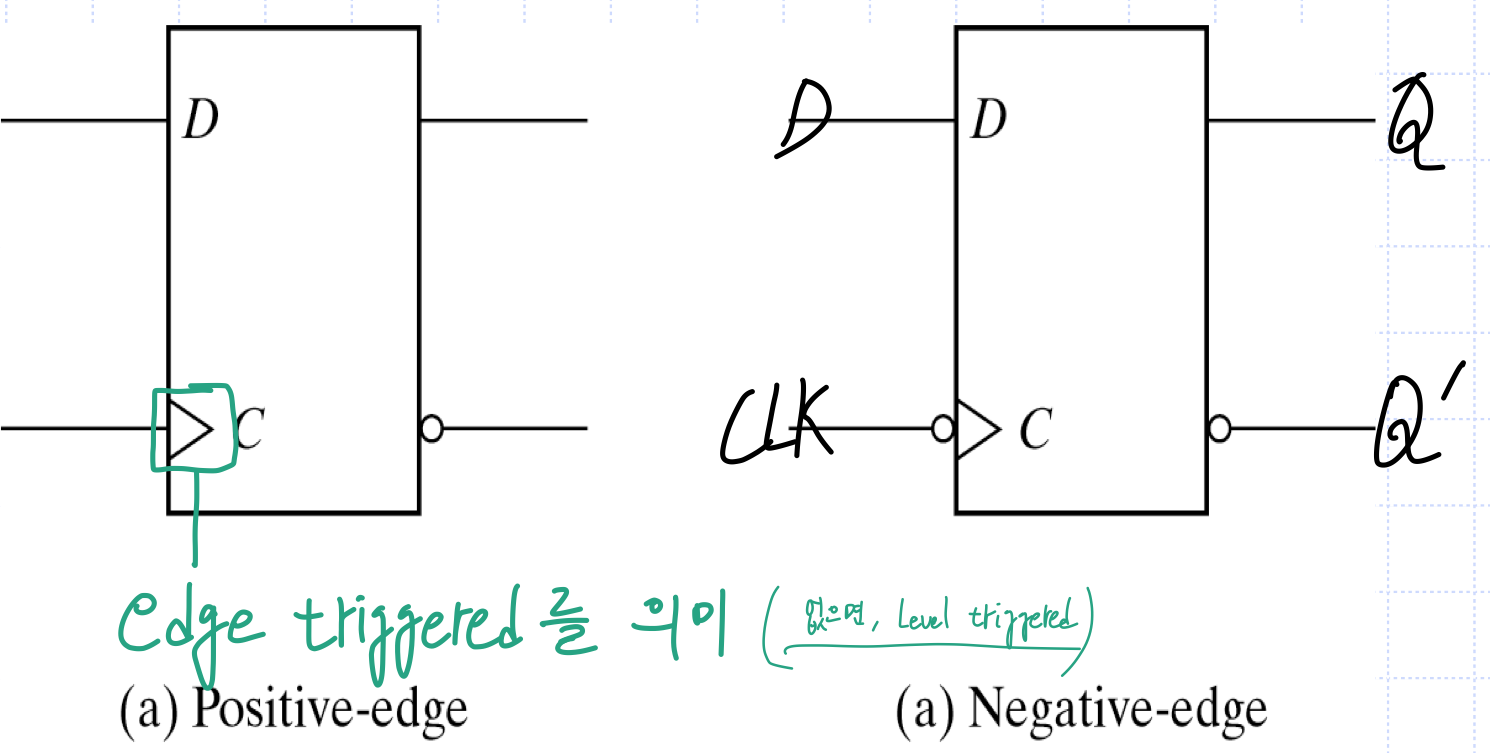 D D D Q
C CLK C Q'
edge triggered를 의미 (없으면, Level triggered)
(a) Positive-edge (a) Negative-edge